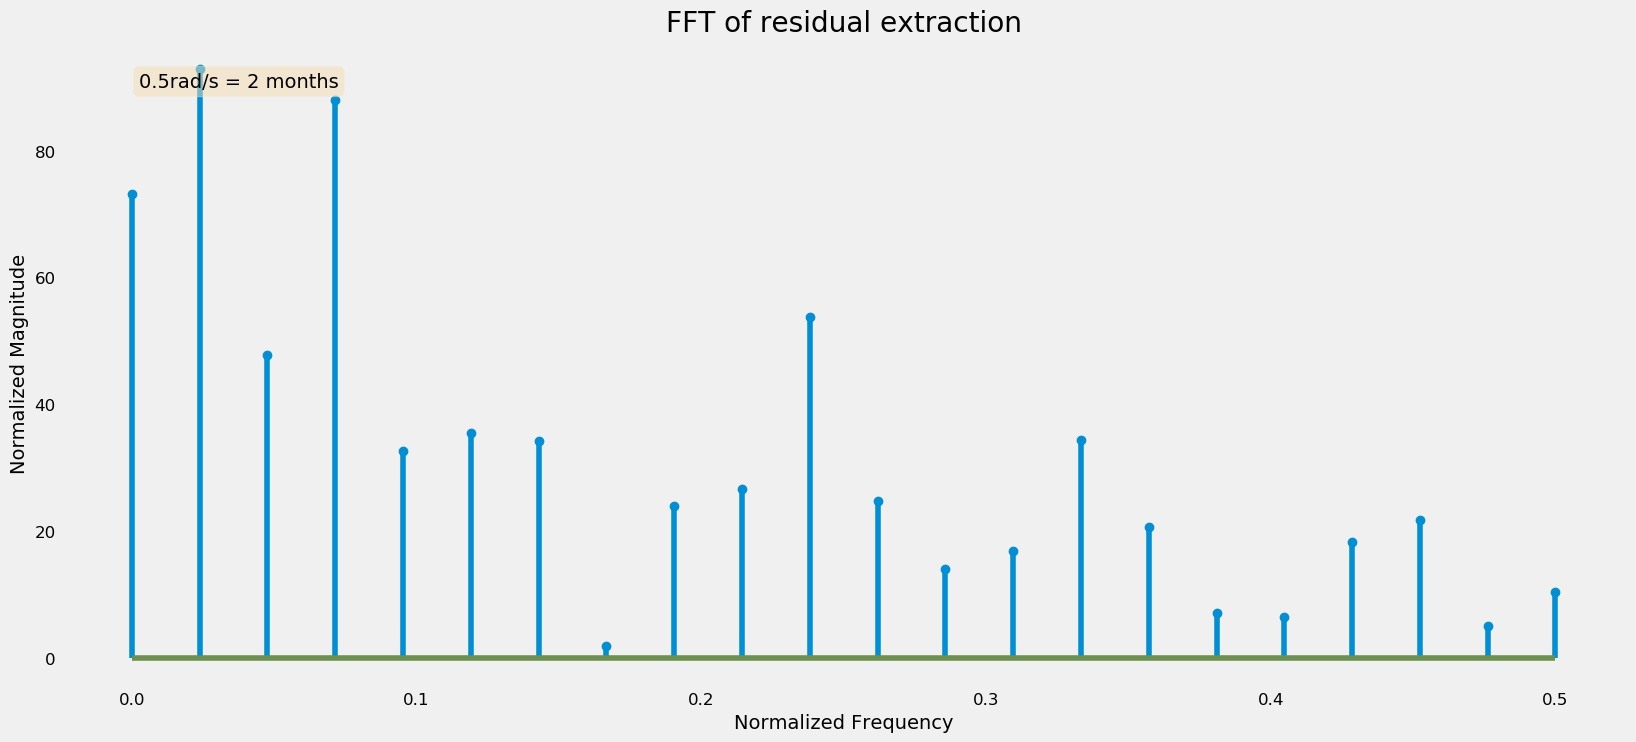 FFT of residual extraction
0.5rad/s = 2 months
Normalized Magnitude
80
60
40
20
0
0.0 0.1 0.2 0.3 0.4 0.5
Normalized Frequency